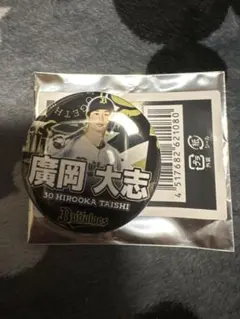 廣岡 大志
30 HIROOKA TAISHI
Buffaloes
4 517682 621080